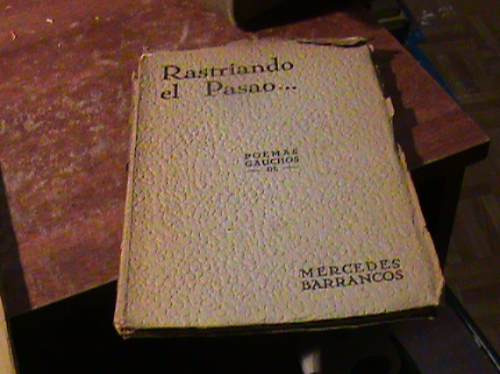 Rastriando
el Pasao...
POEMAS
GAUCHOS
— DE —
MERCEDES
BARRANCOS